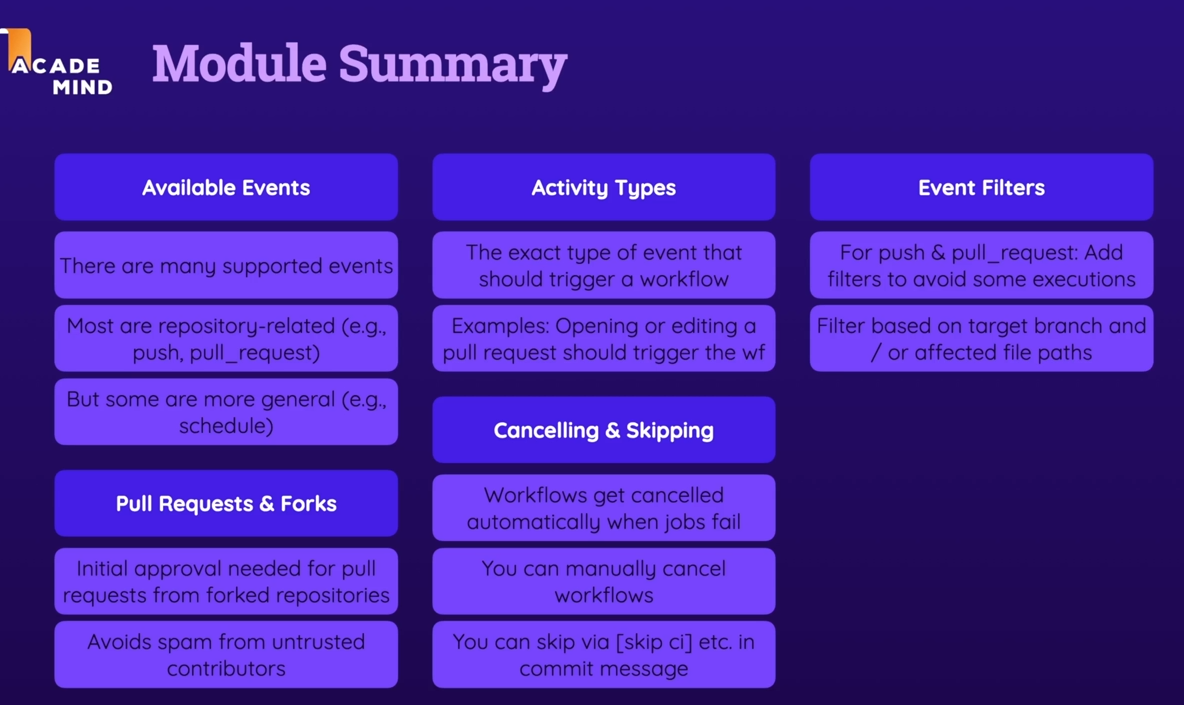 ACADE
MIND
Module Summary
Available Events
There are many supported events
Most are repository-related (e.g.,
push, pull_request)
But some are more general (e.g.,
schedule)
Pull Requests & Forks
Initial approval needed for pull
requests from forked repositories
Avoids spam from untrusted
contributors
Activity Types
The exact type of event that
should trigger a workflow
Examples: Opening or editing a
pull request should trigger the wf
Cancelling & Skipping
Workflows get cancelled
automatically when jobs fail
You can manually cancel
workflows
You can skip via [skip ci] etc. in
commit message
Event Filters
For push & pull_request: Add
filters to avoid some executions
Filter based on target branch and
/ or affected file paths